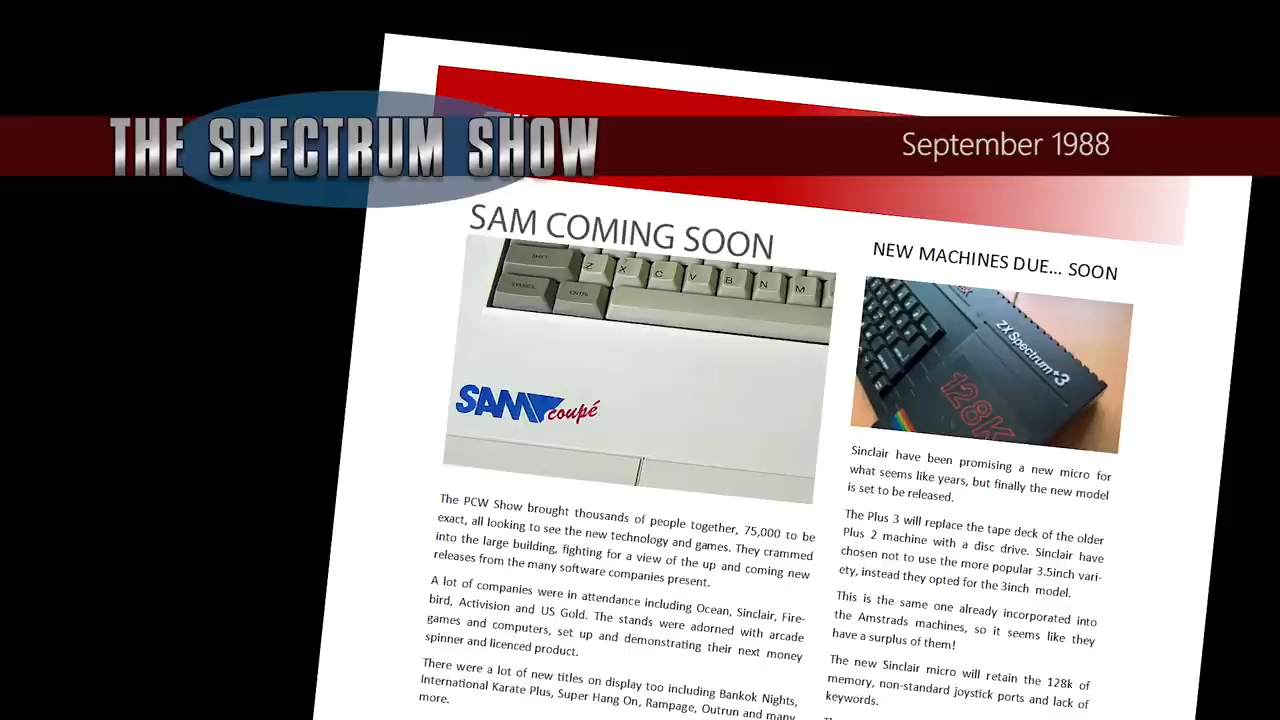 THE SPECTRUM SHOW
September 1988
SAM COMING SOON
SHIFT Z X C V B N M
SYMBOL CNTRL
SAM coupé
The PCW Show brought thousands of people together, 75,000 to be
exact, all looking to see the new technology and games. They crammed
into the large building, fighting for a view of the up and coming new
releases from the many software companies present.
A lot of companies were in attendance including Ocean, Sinclair, Fire-
bird, Activision and US Gold. The stands were adorned with arcade
games and computers, set up and demonstrating their next money
spinner and licenced product.
There were a lot of new titles on display too including Bankok Nights,
International Karate Plus, Super Hang On, Rampage, Outrun and many
more.
NEW MACHINES DUE... SOON
ZX Spectrum +3
128K
Sinclair have been promising a new micro for
what seems like years, but finally the new model
is set to be released.
The Plus 3 will replace the tape deck of the older
Plus 2 machine with a disc drive. Sinclair have
chosen not to use the more popular 3.5inch vari-
ety, instead they opted for the 3inch model.
This is the same one already incorporated into
the Amstrads machines, so it seems like they
have a surplus of them!
The new Sinclair micro will retain the 128k of
memory, non-standard joystick ports and lack of
keywords.